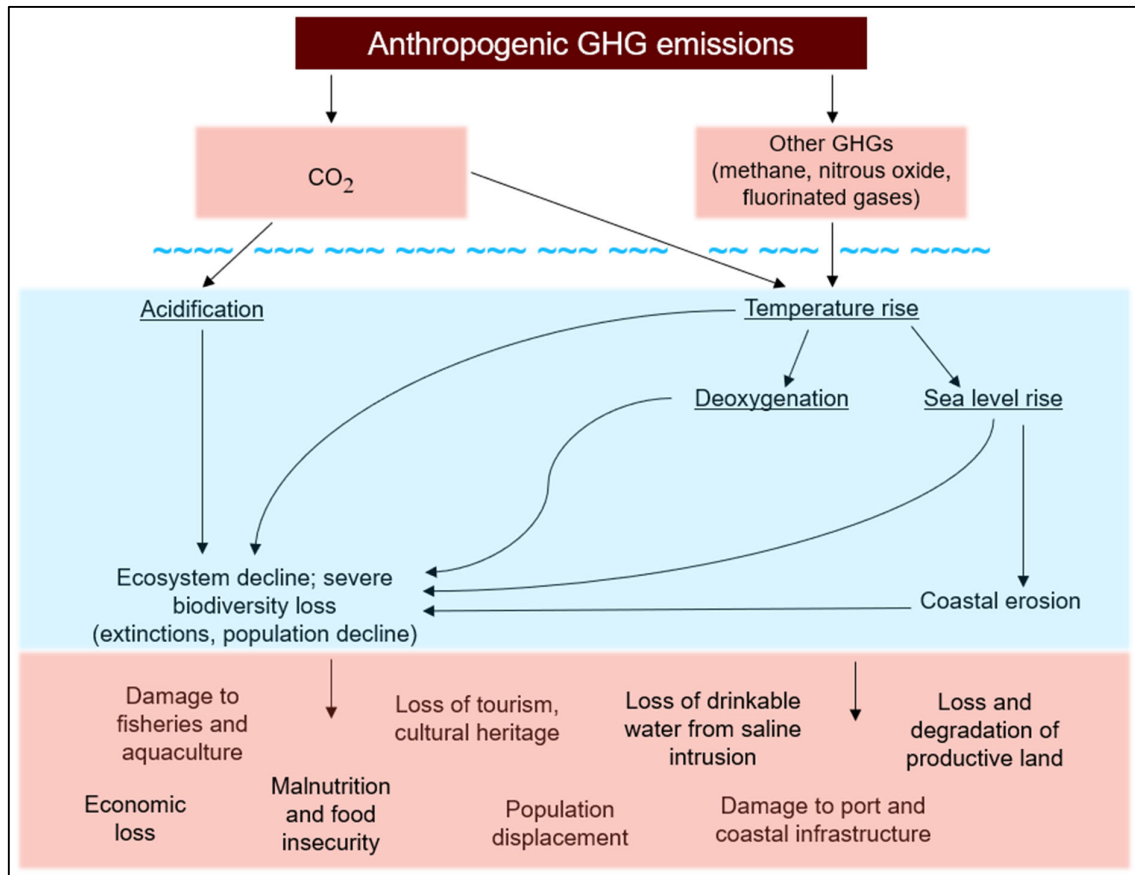 Anthropogenic GHG emissions
CO₂
Other GHGs
(methane, nitrous oxide,
fluorinated gases)
Acidification
Temperature rise
Deoxygenation
Sea level rise
Ecosystem decline; severe
biodiversity loss
(extinctions, population decline)
Coastal erosion
Damage to
fisheries and
aquaculture
Loss of tourism,
cultural heritage
Loss of drinkable
water from saline
intrusion
Loss and
degradation of
productive land
Economic
loss
Malnutrition
and food
insecurity
Population
displacement
Damage to port and
coastal infrastructure